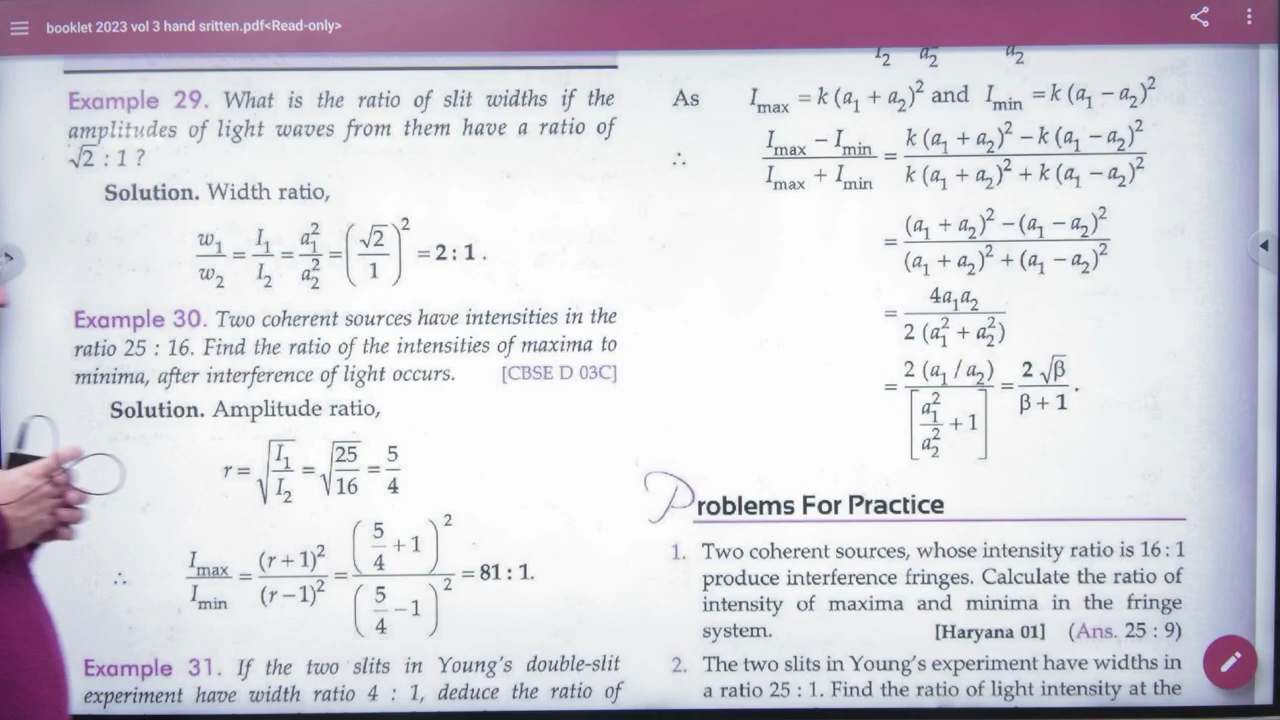 booklet 2023 vol 3 hand sritten.pdf<Read-only>
Example 29. What is the ratio of slit widths if the
amplitudes of light waves from them have a ratio of
√2 : 1 ?
Solution. Width ratio,
w₁/w₂ = I₁/I₂ = a₁²/a₂² = (√2/1)² = 2 : 1.
Example 30. Two coherent sources have intensities in the
ratio 25 : 16. Find the ratio of the intensities of maxima to
minima, after interference of light occurs. [CBSE D 03C]
Solution. Amplitude ratio,
r = √(I₁/I₂) = √(25/16) = 5/4
∴ Imax/Imin = (r + 1)²/(r − 1)² = (5/4 + 1)²/(5/4 − 1)² = 81 : 1.
Example 31. If the two slits in Young's double-slit
experiment have width ratio 4 : 1, deduce the ratio of
I₂ a₂² a₂
As Imax = k (a₁ + a₂)² and Imin = k (a₁ − a₂)²
∴ (Imax − Imin)/(Imax + Imin) = (k (a₁ + a₂)² − k (a₁ − a₂)²)/(k (a₁ + a₂)² + k (a₁ − a₂)²)
= ((a₁ + a₂)² − (a₁ − a₂)²)/((a₁ + a₂)² + (a₁ − a₂)²)
= 4a₁a₂/(2 (a₁² + a₂²))
= 2 (a₁ / a₂)/[a₁²/a₂² + 1] = 2 √β/(β + 1).
Problems For Practice
1. Two coherent sources, whose intensity ratio is 16 : 1
produce interference fringes. Calculate the ratio of
intensity of maxima and minima in the fringe
system. [Haryana 01] (Ans. 25 : 9)
2. The two slits in Young's experiment have widths in
a ratio 25 : 1. Find the ratio of light intensity at the